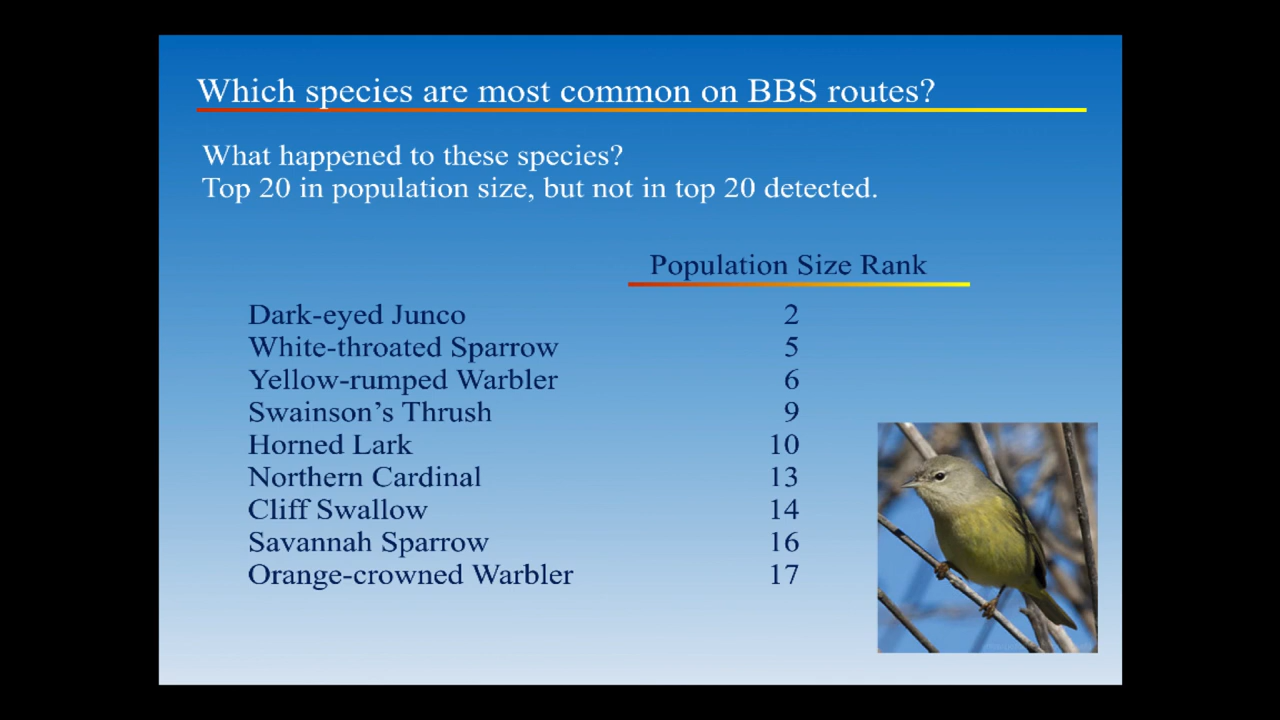 Which species are most common on BBS routes?
What happened to these species?
Top 20 in population size, but not in top 20 detected.
Population Size Rank
Dark-eyed Junco 2
White-throated Sparrow 5
Yellow-rumped Warbler 6
Swainson’s Thrush 9
Horned Lark 10
Northern Cardinal 13
Cliff Swallow 14
Savannah Sparrow 16
Orange-crowned Warbler 17